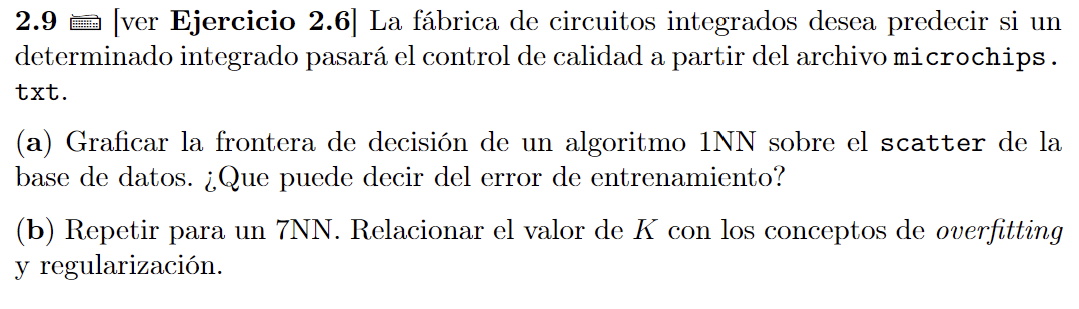 2.9 ⌨ [ver Ejercicio 2.6] La fábrica de circuitos integrados desea predecir si un
determinado integrado pasará el control de calidad a partir del archivo microchips.
txt.
(a) Graficar la frontera de decisión de un algoritmo 1NN sobre el scatter de la
base de datos. ¿Que puede decir del error de entrenamiento?
(b) Repetir para un 7NN. Relacionar el valor de K con los conceptos de overfitting
y regularización.